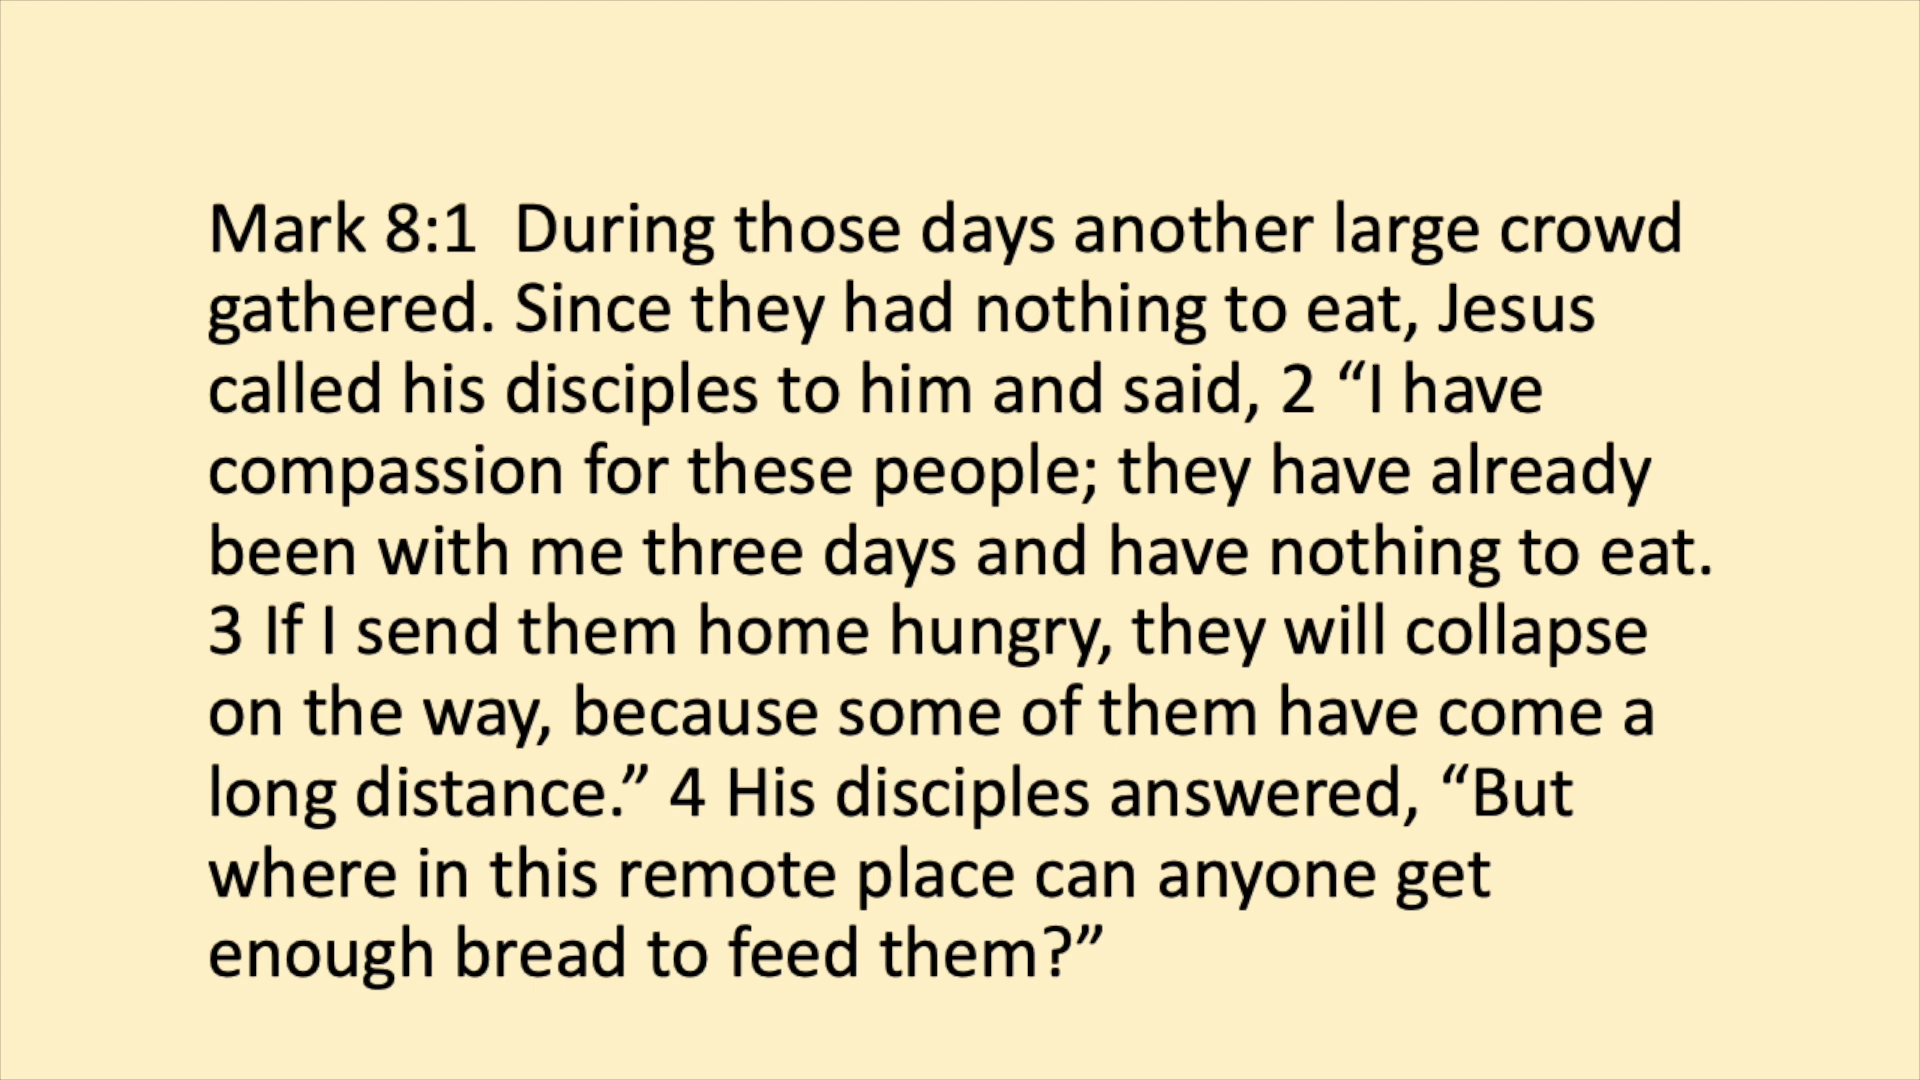 Mark 8:1  During those days another large crowd
gathered. Since they had nothing to eat, Jesus
called his disciples to him and said, 2 “I have
compassion for these people; they have already
been with me three days and have nothing to eat.
3 If I send them home hungry, they will collapse
on the way, because some of them have come a
long distance.” 4 His disciples answered, “But
where in this remote place can anyone get
enough bread to feed them?”